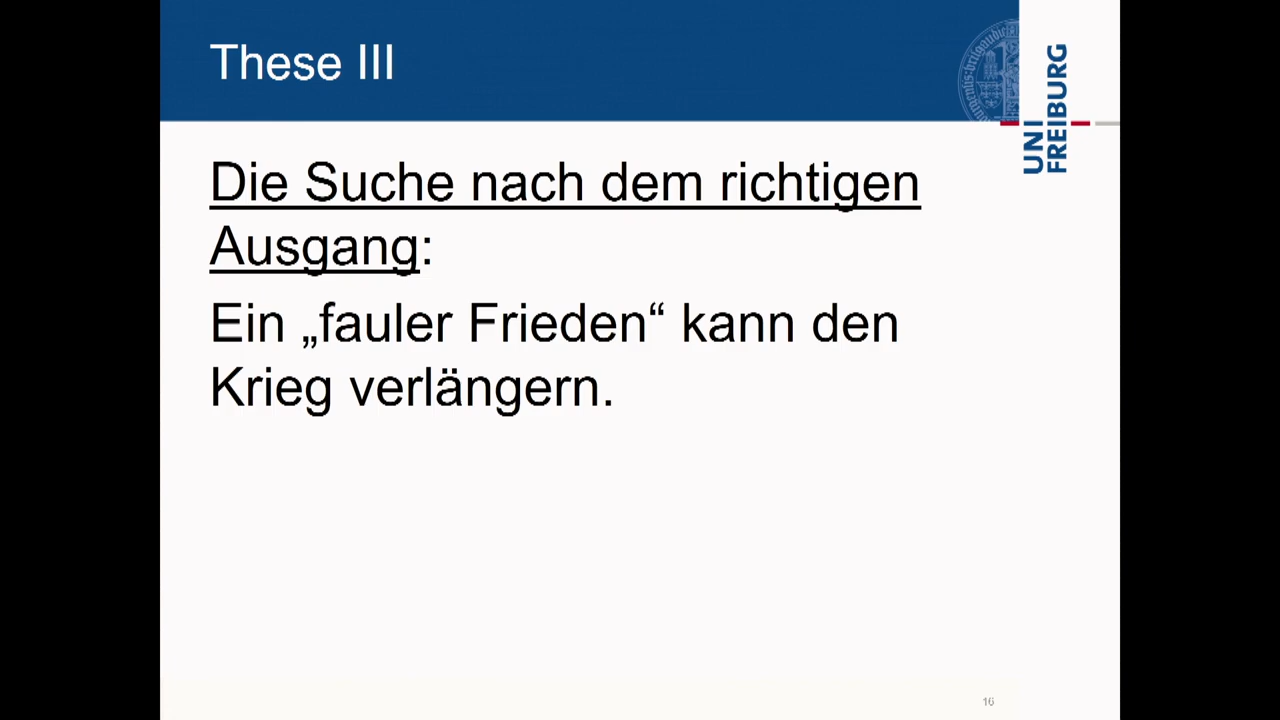 These III
UNI
FREIBURG
Die Suche nach dem richtigen
Ausgang:
Ein „fauler Frieden“ kann den
Krieg verlängern.
16